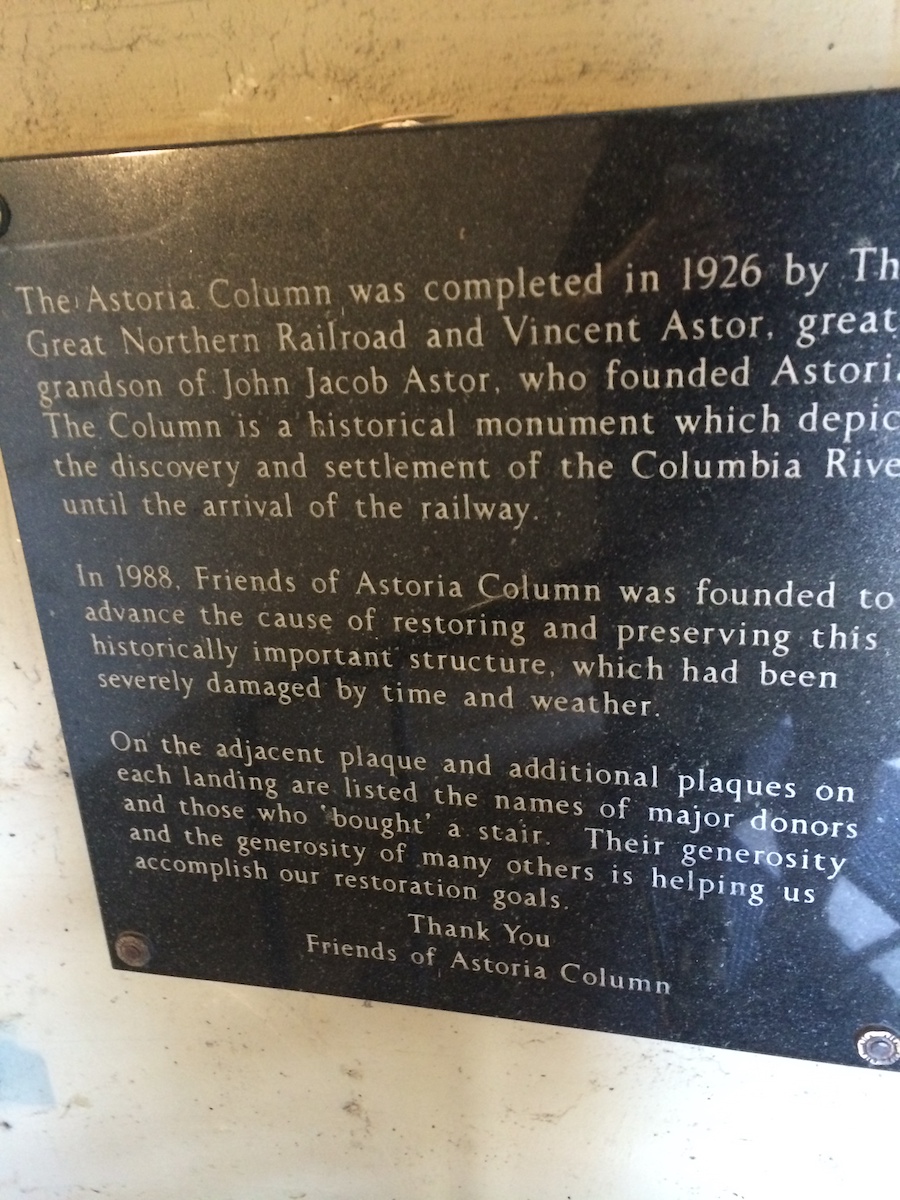 The Astoria Column was completed in 1926 by Th
Great Northern Railroad and Vincent Astor, great
grandson of John Jacob Astor, who founded Astori
The Column is a historical monument which depic
the discovery and settlement of the Columbia Rive
until the arrival of the railway.
In 1988, Friends of Astoria Column was founded to
advance the cause of restoring and preserving this
historically important structure, which had been
severely damaged by time and weather.
On the adjacent plaque and additional plaques on
each landing are listed the names of major donors
and those who 'bought' a stair. Their generosity
and the generosity of many others is helping us
accomplish our restoration goals.
Thank You
Friends of Astoria Column